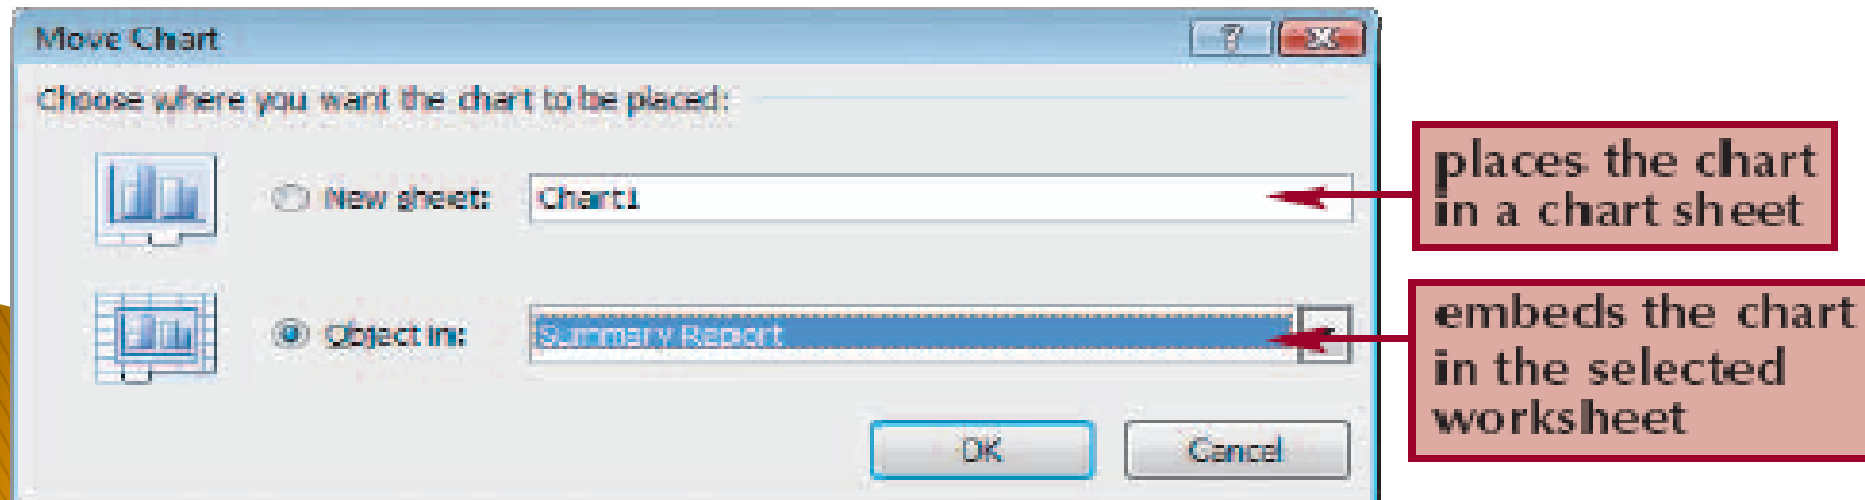 Move Chart
?
Choose where you want the chart to be placed:
New sheet: Chart1
places the chart
in a chart sheet
Object in: Summary Report
embeds the chart
in the selected
worksheet
OK Cancel